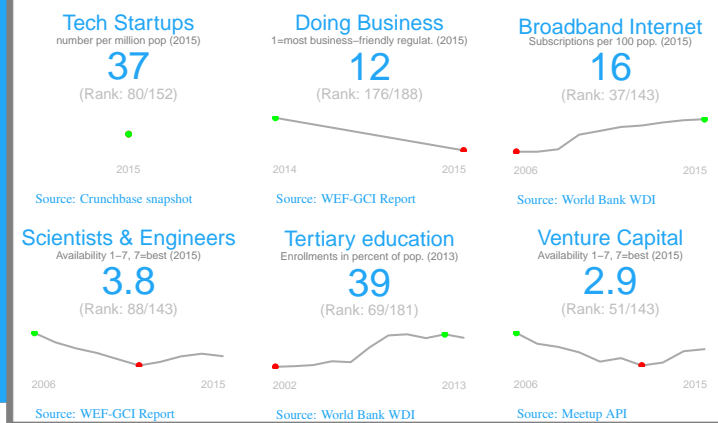 Tech Startups
number per million pop (2015)
37
(Rank: 80/152)
2015
Source: Crunchbase snapshot
Doing Business
1=most business–friendly regulat. (2015)
12
(Rank: 176/188)
2014 2015
Source: WEF-GCI Report
Broadband Internet
Subscriptions per 100 pop. (2015)
16
(Rank: 37/143)
2006 2015
Source: World Bank WDI
Scientists & Engineers
Availability 1–7, 7=best (2015)
3.8
(Rank: 88/143)
2006 2015
Source: WEF-GCI Report
Tertiary education
Enrollments in percent of pop. (2013)
39
(Rank: 69/181)
2002 2013
Source: World Bank WDI
Venture Capital
Availability 1–7, 7=best (2015)
2.9
(Rank: 51/143)
2006 2015
Source: Meetup API